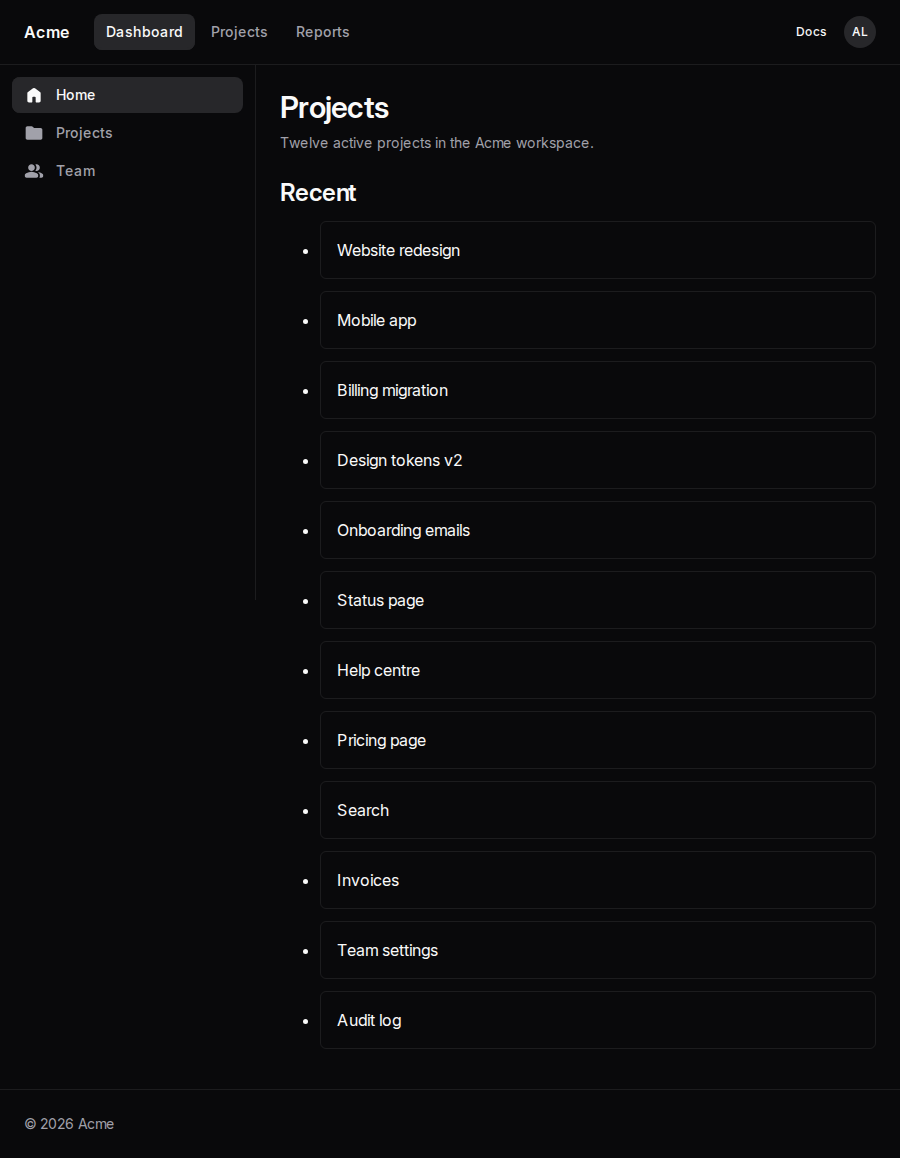 Acme
Dashboard
Projects
Reports
Docs
AL
Home
Projects
Team
Projects
Twelve active projects in the Acme workspace.
Recent
Website redesign
Mobile app
Billing migration
Design tokens v2
Onboarding emails
Status page
Help centre
Pricing page
Search
Invoices
Team settings
Audit log
© 2026 Acme